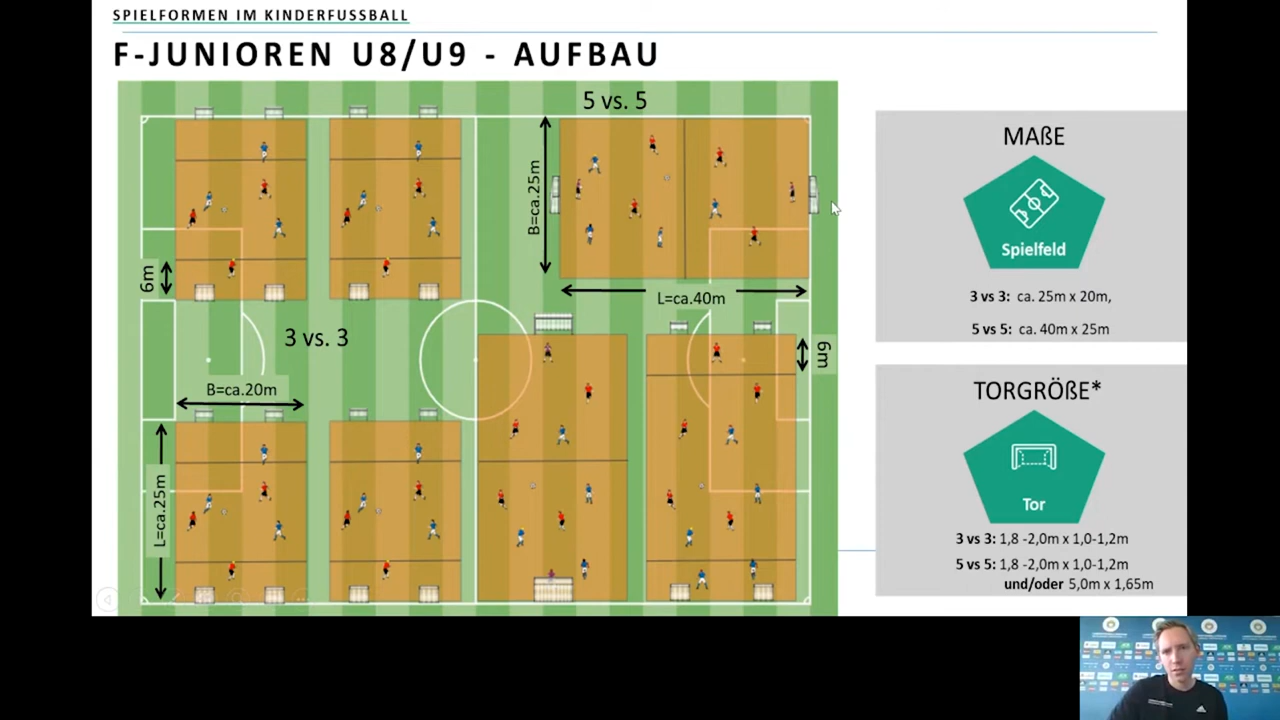 SPIELFORMEN IM KINDERFUSSBALL
F-JUNIOREN U8/U9 - AUFBAU
5 vs. 5
B=ca.25m
6m
L=ca.40m
3 vs. 3
6m
B=ca.20m
L=ca.25m
MAßE
Spielfeld
3 vs 3: ca. 25m x 20m,
5 vs 5: ca. 40m x 25m
TORGRÖßE*
Tor
3 vs 3: 1,8 -2,0m x 1,0-1,2m
5 vs 5: 1,8 -2,0m x 1,0-1,2m
und/oder 5,0m x 1,65m